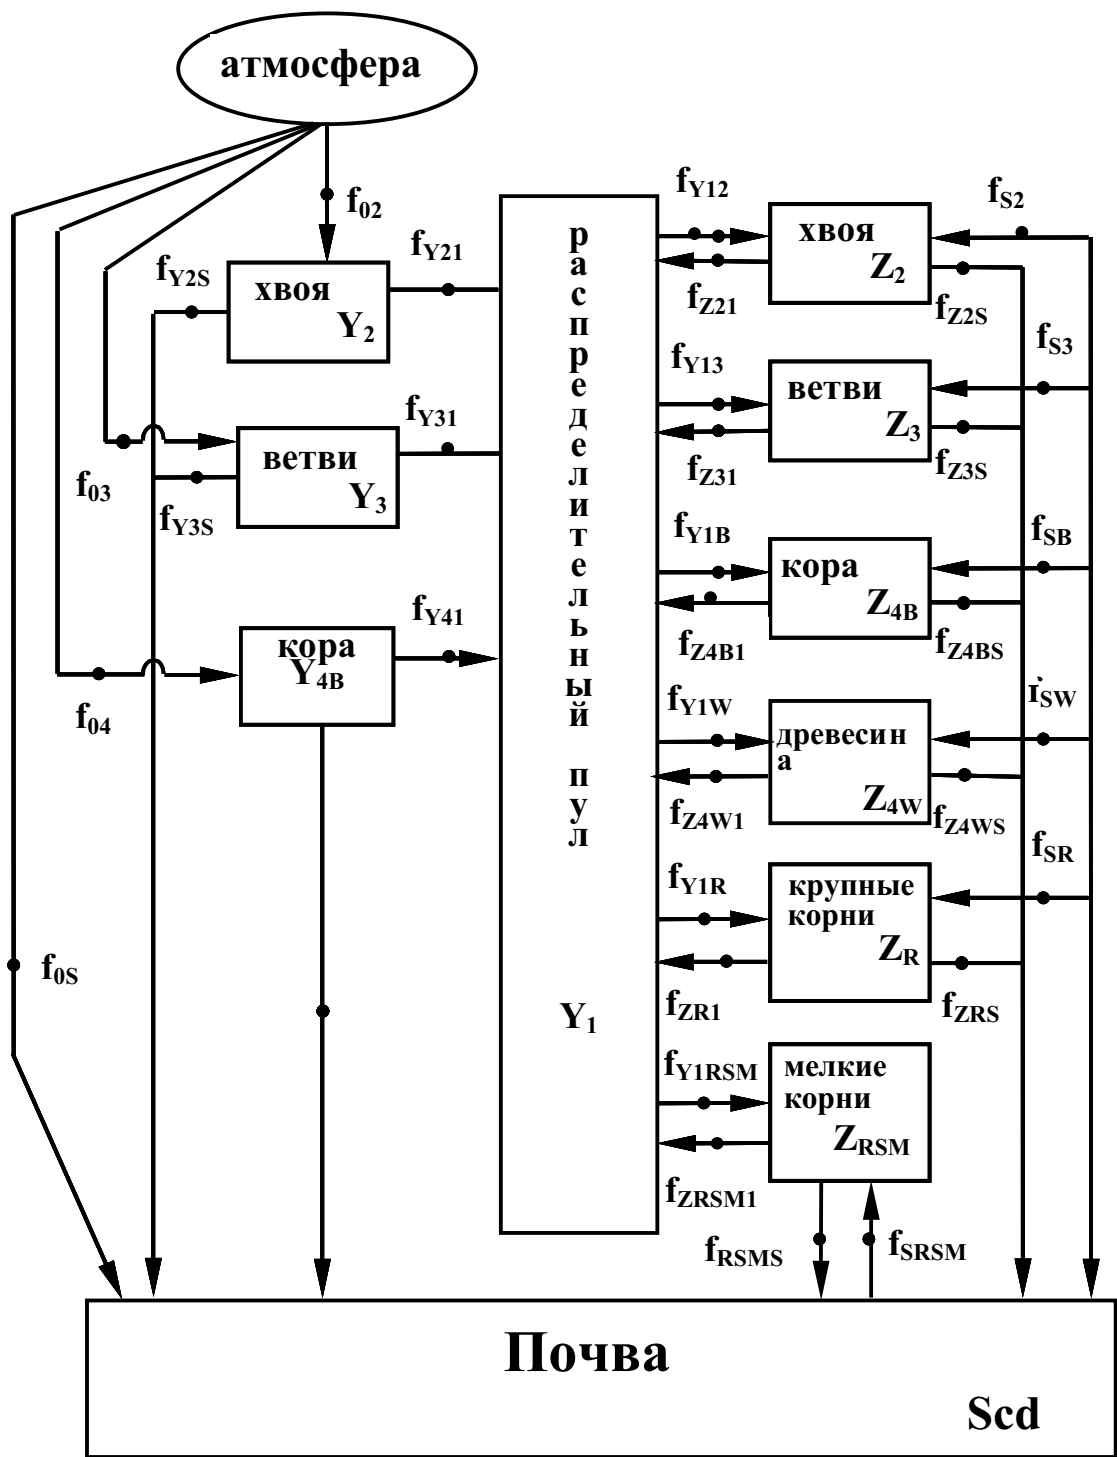 атмосфера
f02
fY12
fS2
fY2S
fY21
хвоя
Y2
распределительный пул
Y1
хвоя
Z2
fZ21
fZ2S
fS3
fY13
ветви
Z3
fZ31
fZ3S
f03
fY31
ветви
Y3
fY3S
fY1B
fSB
кора
Z4B
fZ4B1
fZ4BS
f04
fY41
кора
Y4B
fY1W
fSW
древесин
а
Z4W
fZ4W1
fZ4WS
fSR
fY1R
крупные
корни
ZR
fZR1
fZRS
f0S
fY1RSM
мелкие
корни
ZRSM
fZRSM1
fRSMS
fSRSM
Почва
Scd